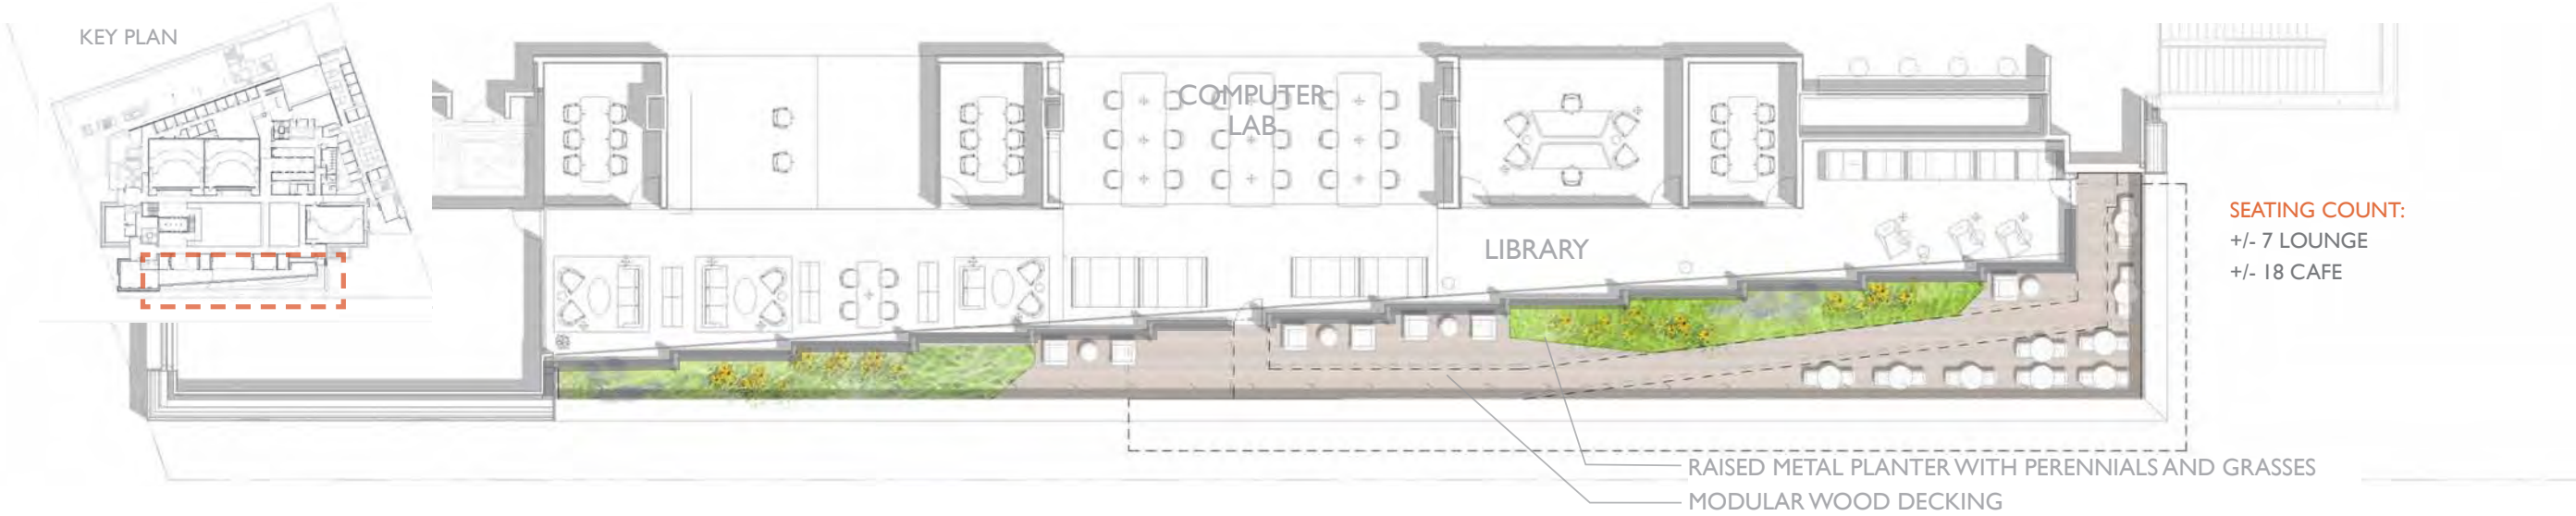 KEY PLAN
COMPUTER
LAB
LIBRARY
SEATING COUNT:
+/- 7 LOUNGE
+/- 18 CAFE
RAISED METAL PLANTER WITH PERENNIALS AND GRASSES
MODULAR WOOD DECKING